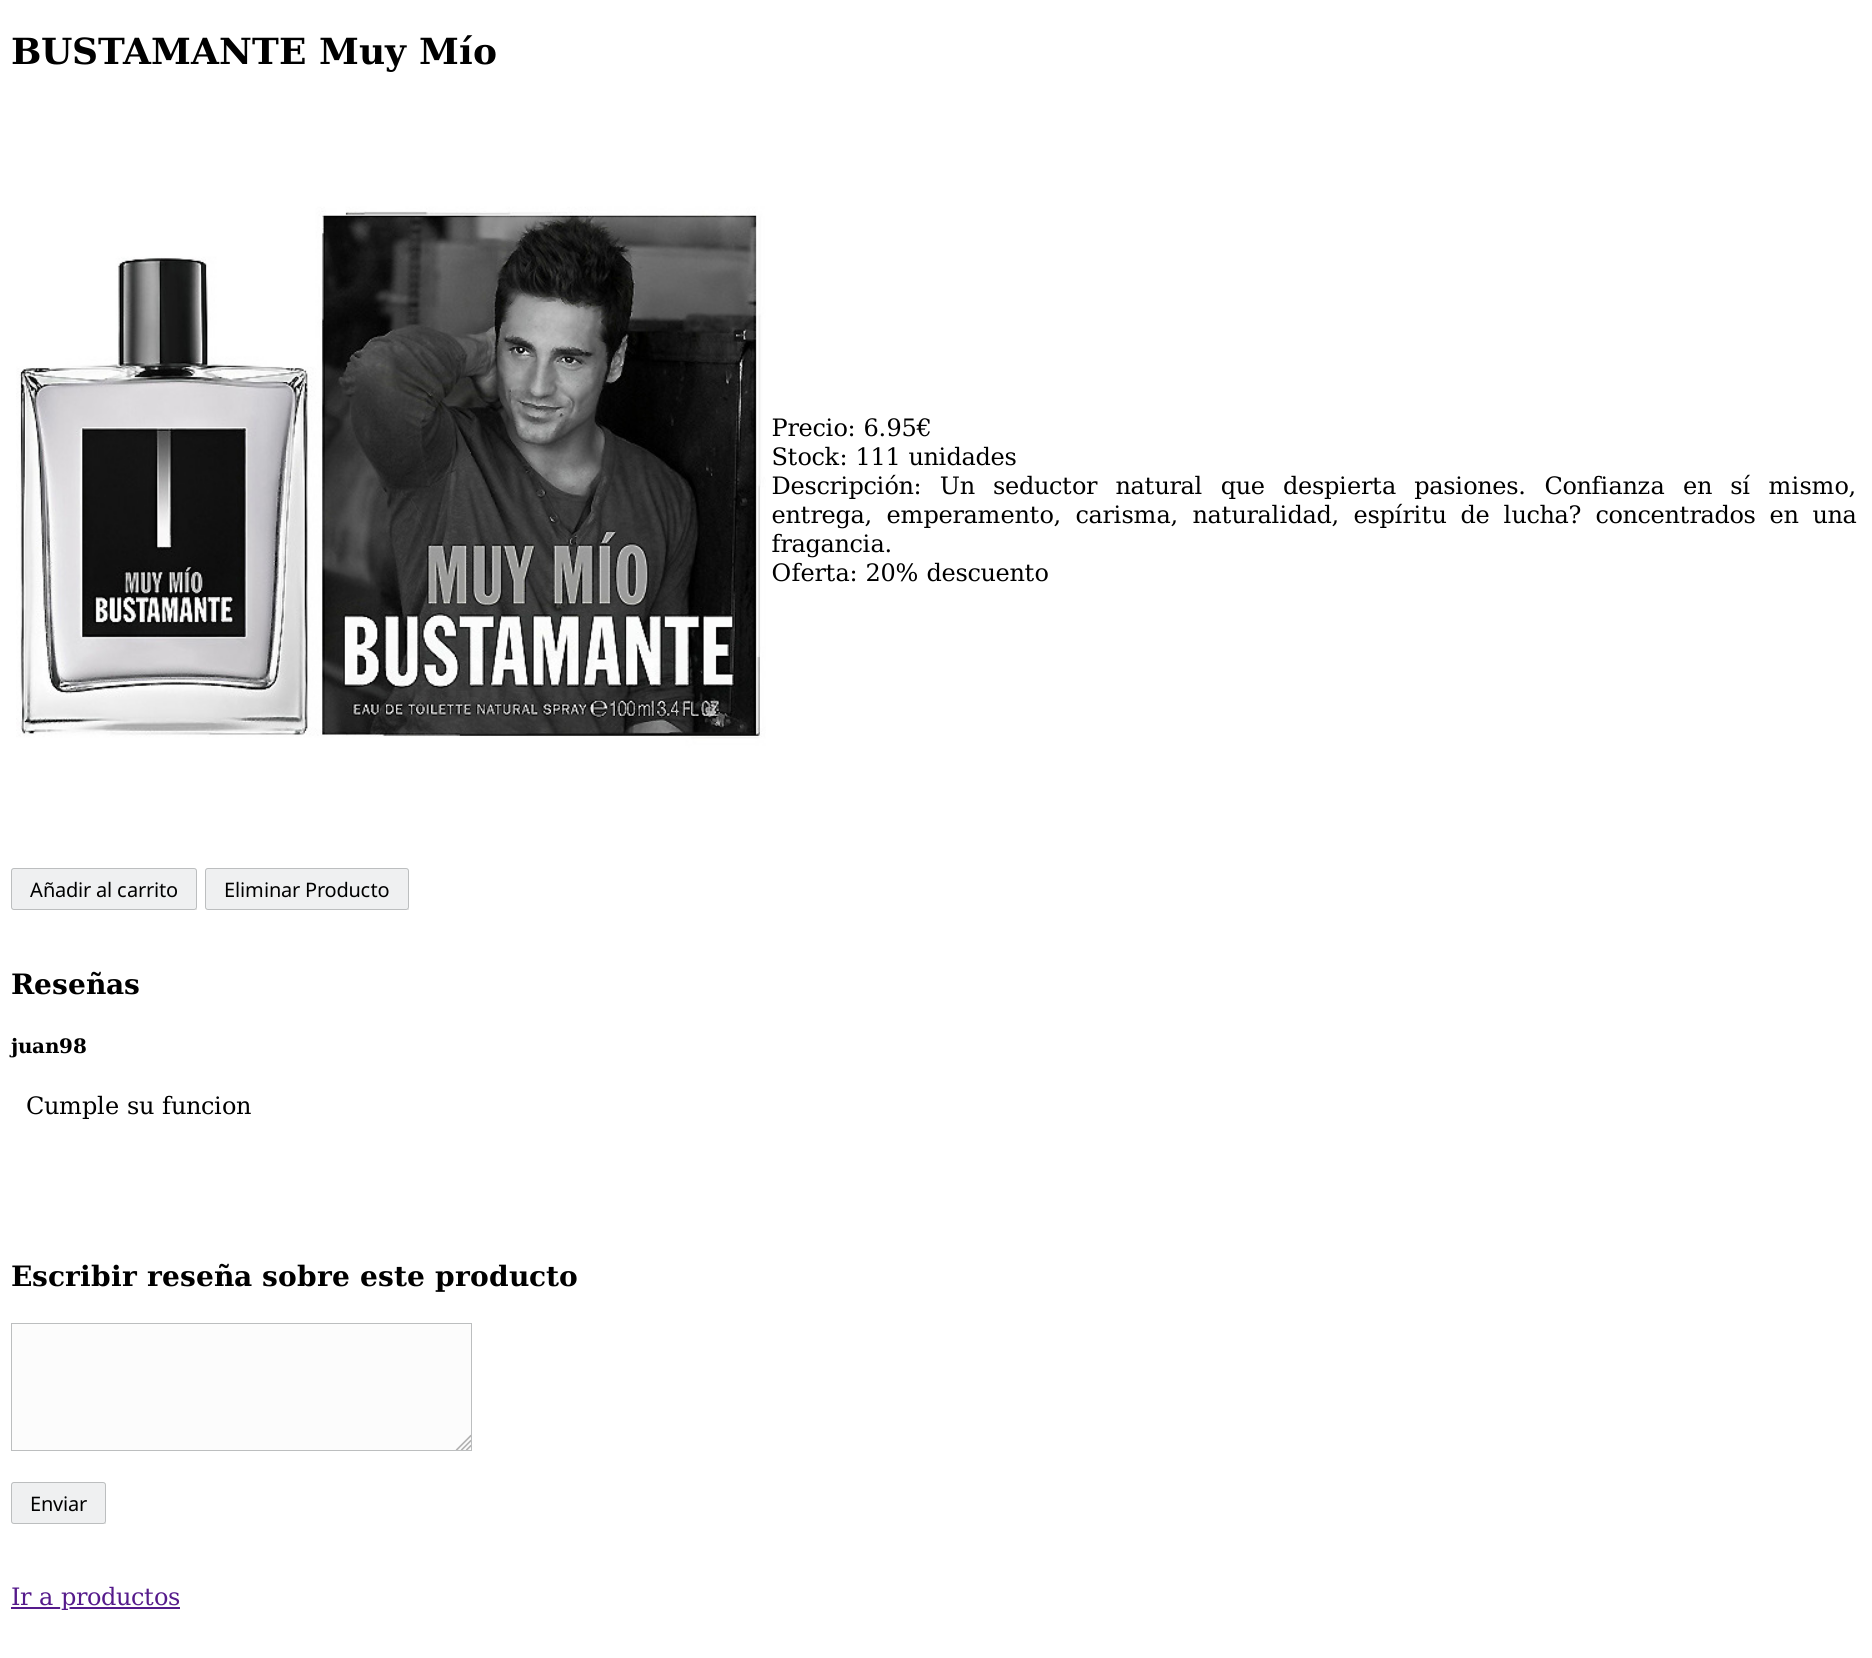 BUSTAMANTE Muy Mío
MUY MÍO
BUSTAMANTE
MUY MÍO
BUSTAMANTE
EAU DE TOILETTE NATURAL SPRAY ℮100ml 3.4 FL OZ
Precio: 6.95€
Stock: 111 unidades
Descripción: Un seductor natural que despierta pasiones. Confianza en sí mismo,
entrega, emperamento, carisma, naturalidad, espíritu de lucha? concentrados en una
fragancia.
Oferta: 20% descuento
Añadir al carrito Eliminar Producto
Reseñas
juan98
Cumple su funcion
Escribir reseña sobre este producto
Enviar
Ir a productos